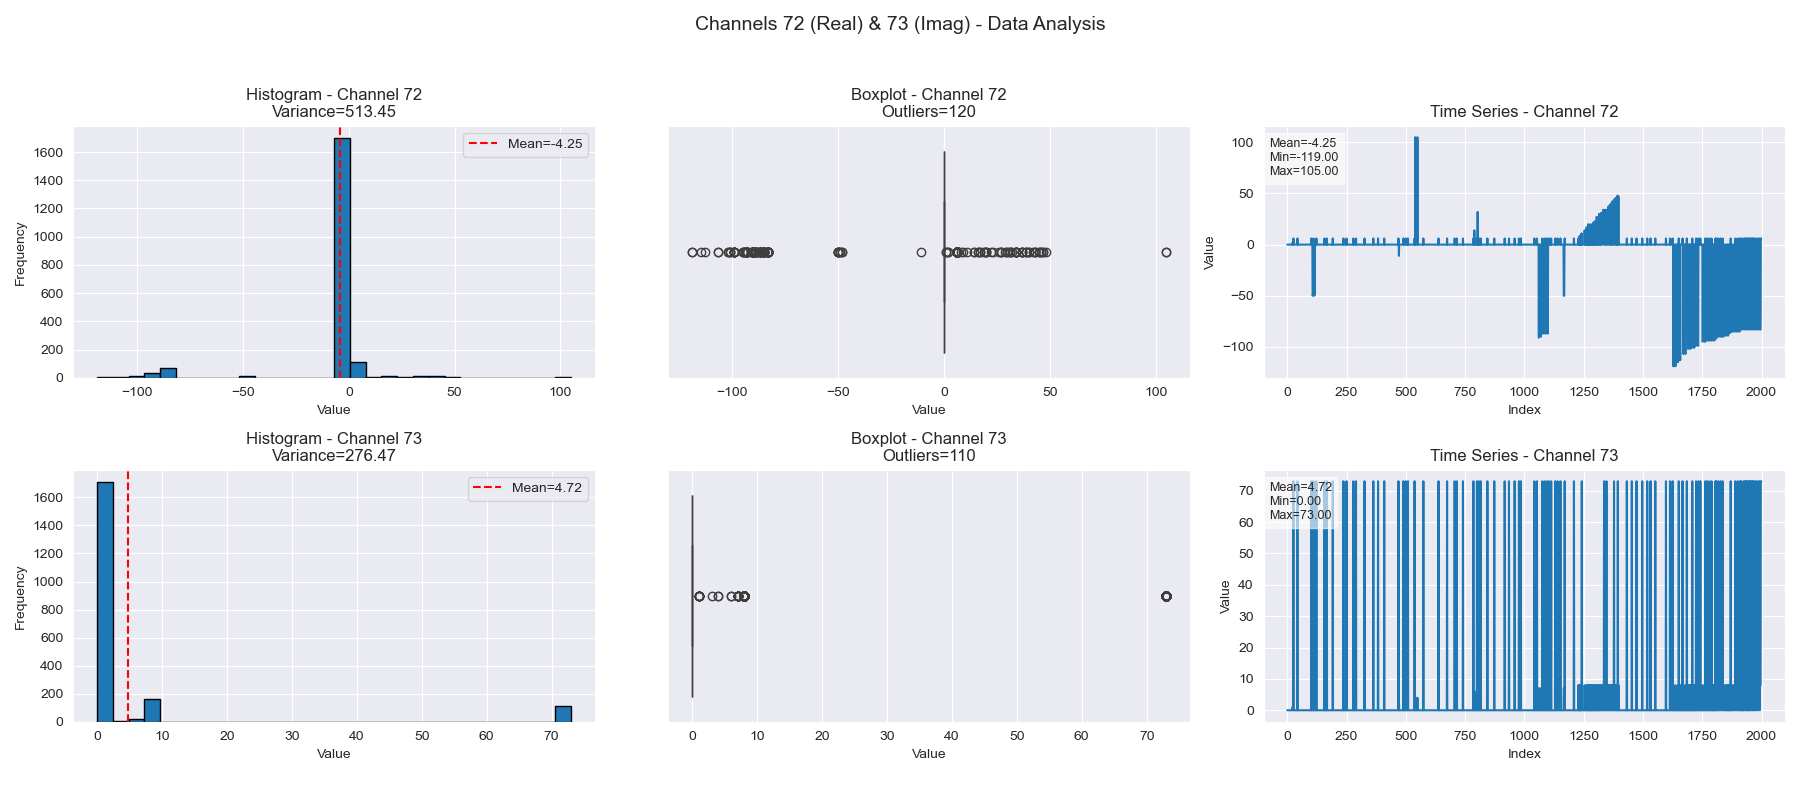 Channels 72 (Real) & 73 (Imag) - Data Analysis
Histogram - Channel 72
Variance=513.45
Mean=-4.25
Frequency
1600
1400
1200
1000
800
600
400
200
0
−100
−50
0
50
100
Value
Boxplot - Channel 72
Outliers=120
−100
−50
0
50
100
Value
Time Series - Channel 72
Mean=-4.25
Min=-119.00
Max=105.00
Value
100
50
0
−50
−100
0
250
500
750
1000
1250
1500
1750
2000
Index
Histogram - Channel 73
Variance=276.47
Mean=4.72
Frequency
1600
1400
1200
1000
800
600
400
200
0
0
10
20
30
40
50
60
70
Value
Boxplot - Channel 73
Outliers=110
0
10
20
30
40
50
60
70
Value
Time Series - Channel 73
Mean=4.72
Min=0.00
Max=73.00
Value
70
60
50
40
30
20
10
0
0
250
500
750
1000
1250
1500
1750
2000
Index